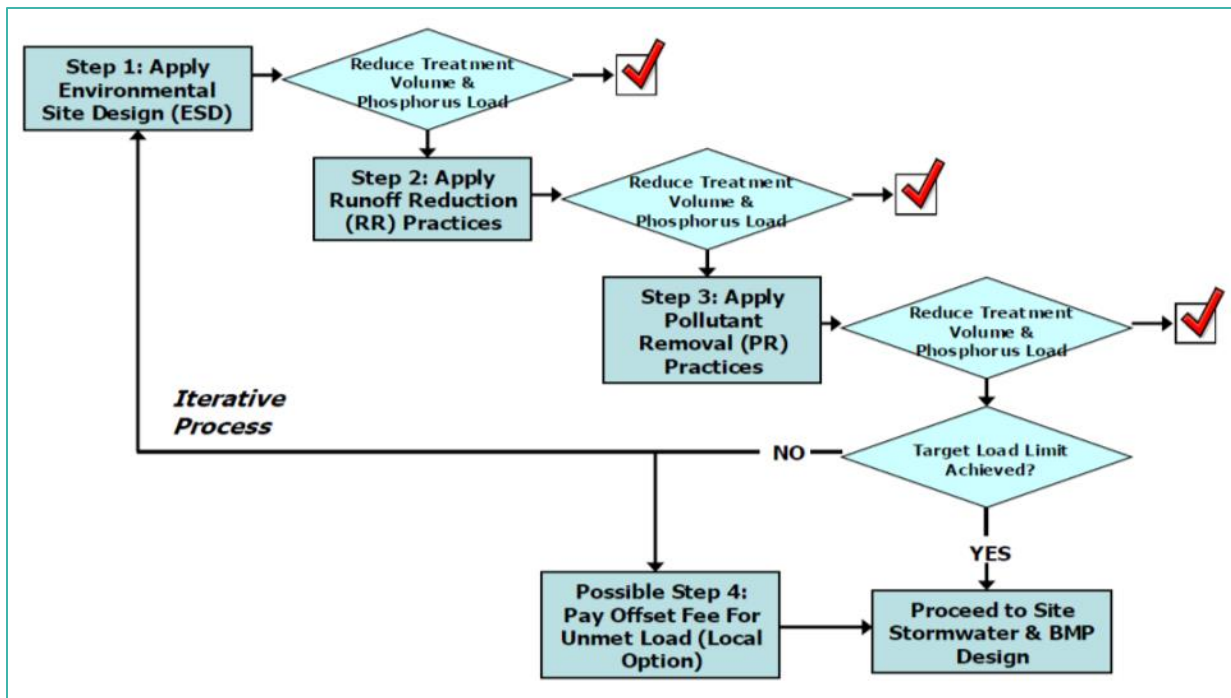 Step 1: Apply
Environmental
Site Design (ESD)
Reduce Treatment
Volume &
Phosphorus Load
Step 2: Apply
Runoff Reduction
(RR) Practices
Reduce Treatment
Volume &
Phosphorus Load
Step 3: Apply
Pollutant
Removal (PR)
Practices
Reduce Treatment
Volume &
Phosphorus Load
Iterative
Process
NO
Target Load Limit
Achieved?
YES
Possible Step 4:
Pay Offset Fee For
Unmet Load (Local
Option)
Proceed to Site
Stormwater & BMP
Design